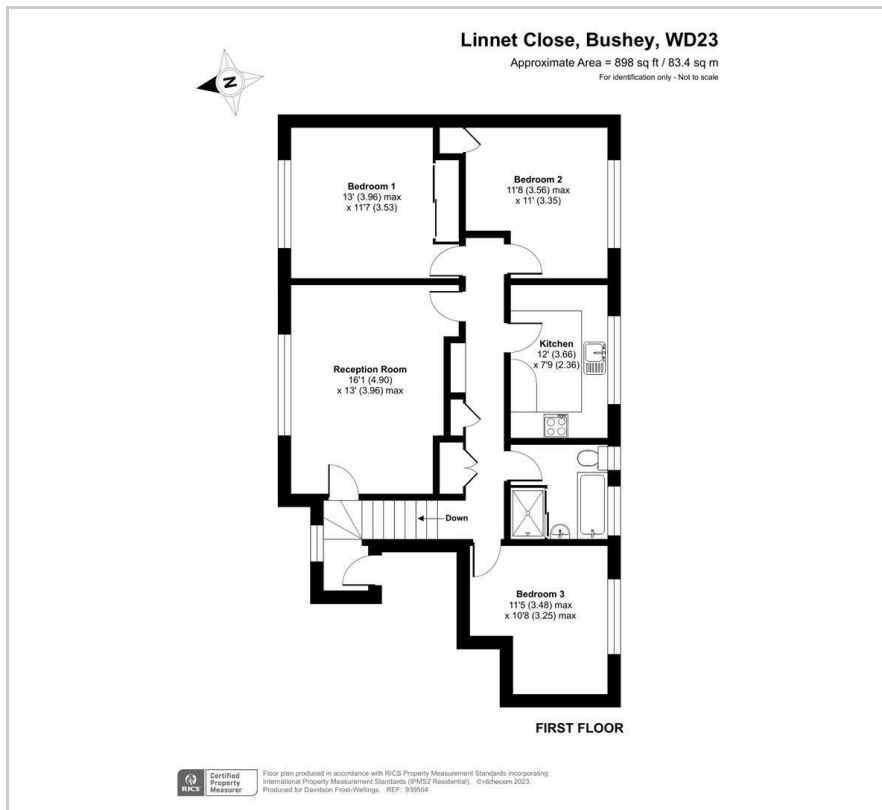 Linnet Close, Bushey, WD23
Approximate Area = 898 sq ft / 83.4 sq m
For identification only - Not to scale
N
Bedroom 1
13' (3.96) max
x 11'7 (3.53)
Bedroom 2
11'8 (3.56) max
x 11' (3.35)
Reception Room
16'1 (4.90)
x 13' (3.96) max
Kitchen
12' (3.66)
x 7'9 (2.36)
Down
Bedroom 3
11'5 (3.48) max
x 10'8 (3.25) max
FIRST FLOOR
RICS
Certified
Property
Measurer
Floor plan produced in accordance with RICS Property Measurement Standards incorporating
International Property Measurement Standards (IPMS2 Residential). © nichecom 2023.
Produced for Davidson Frost-Wellings. REF: 939504